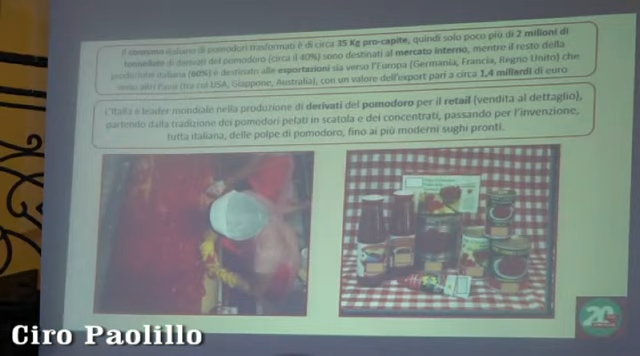 Il consumo italiano di pomodori trasformati è di circa 35 Kg pro-capite, quindi solo poco più di 2 milioni di
tonnellate di derivati del pomodoro (circa il 40%) sono destinati al mercato interno, mentre il resto della
produzione italiana (60%) è destinato alle esportazioni sia verso l'Europa (Germania, Francia, Regno Unito) che
verso altri Paesi (tra cui USA, Giappone, Australia), con un valore dell'export pari a circa 1,4 miliardi di euro
L'Italia è leader mondiale nella produzione di derivati del pomodoro per il retail (vendita al dettaglio),
partendo dalla tradizione dei pomodori pelati in scatola e dei concentrati, passando per l'invenzione,
tutta italiana, delle polpe di pomodoro, fino ai più moderni sughi pronti.
20
Ciro Paolillo